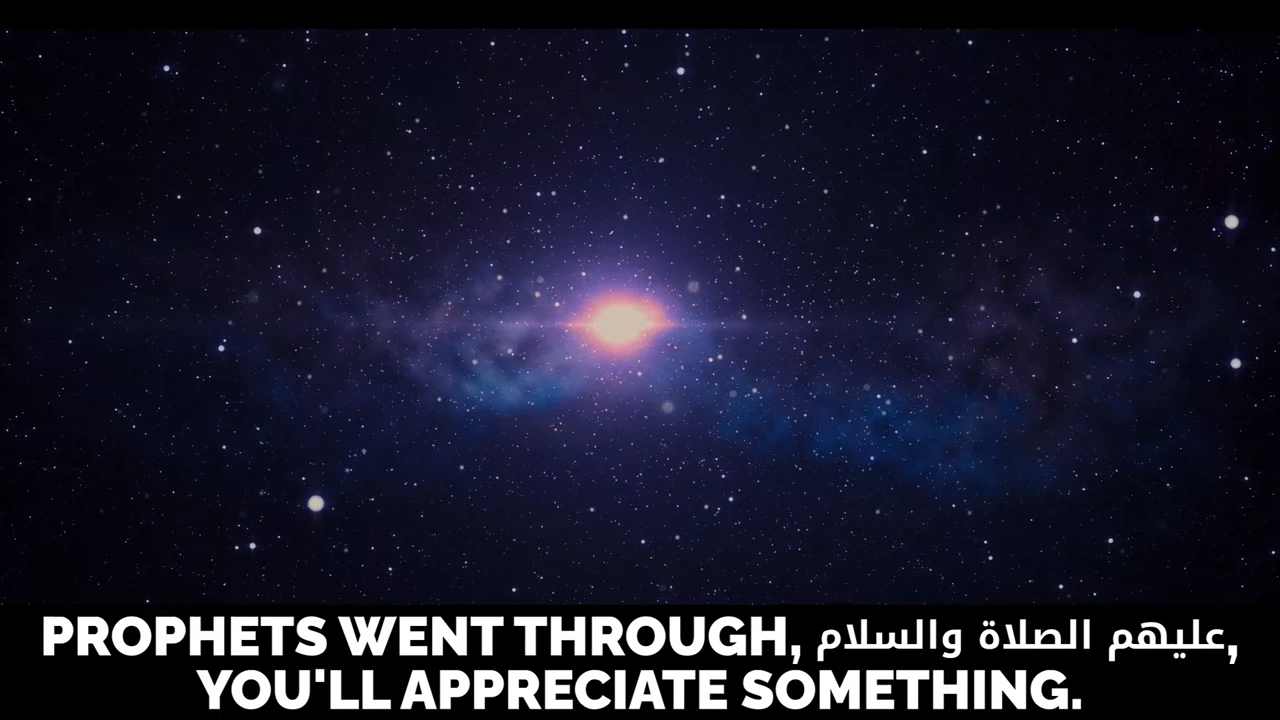 PROPHETS WENT THROUGH, عليهم الصلاة والسلام,
YOU'LL APPRECIATE SOMETHING.